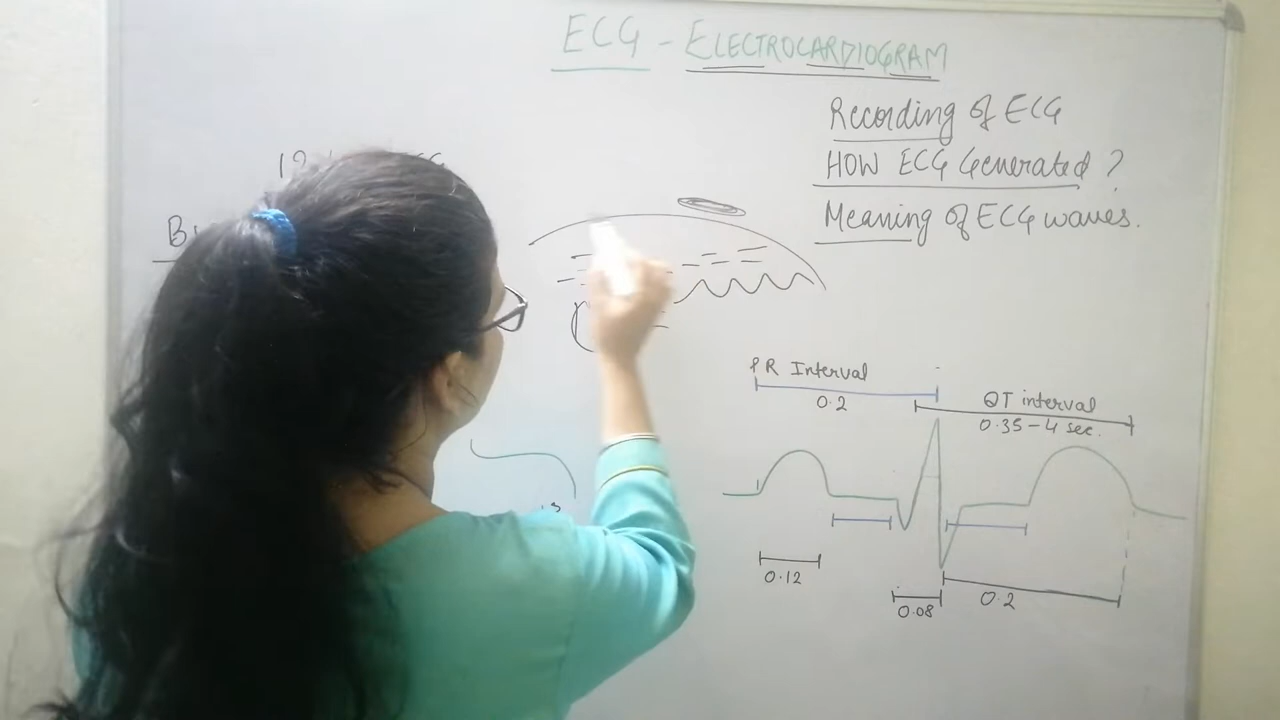 ECG - ELECTROCARDIOGRAM
Recording of ECG
HOW ECG Generated ?
Meaning of ECG waves.
12
PR Interval
0.2
QT interval
0.35-4 sec.
0.12
0.08
0.2